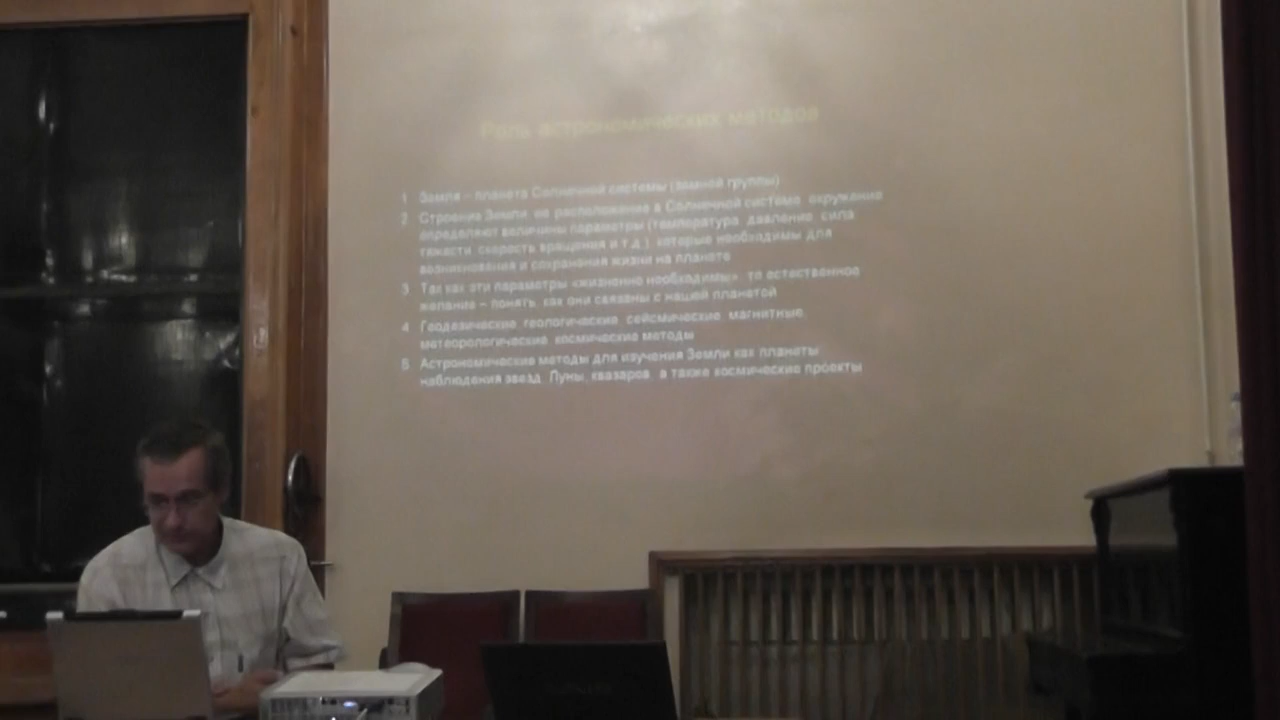 Роль астрономических методов
1 Земля – планета Солнечной системы (земной группы)
2 Строение Земли, ее расположение в Солнечной системе, окружение
определяют величины параметры (температура, давление, сила
тяжести, скорость вращения и т.д.), которые необходимы для
возникновения и сохранения жизни на планете
3 Так как эти параметры «жизненно необходимы», то естественное
желание – понять, как они связаны с нашей планетой
4 Геодезические, геологические, сейсмические, магнитные,
метеорологические, космические методы
5 Астрономические методы для изучения Земли как планеты:
наблюдения звезд, Луны, квазаров, а также космические проекты